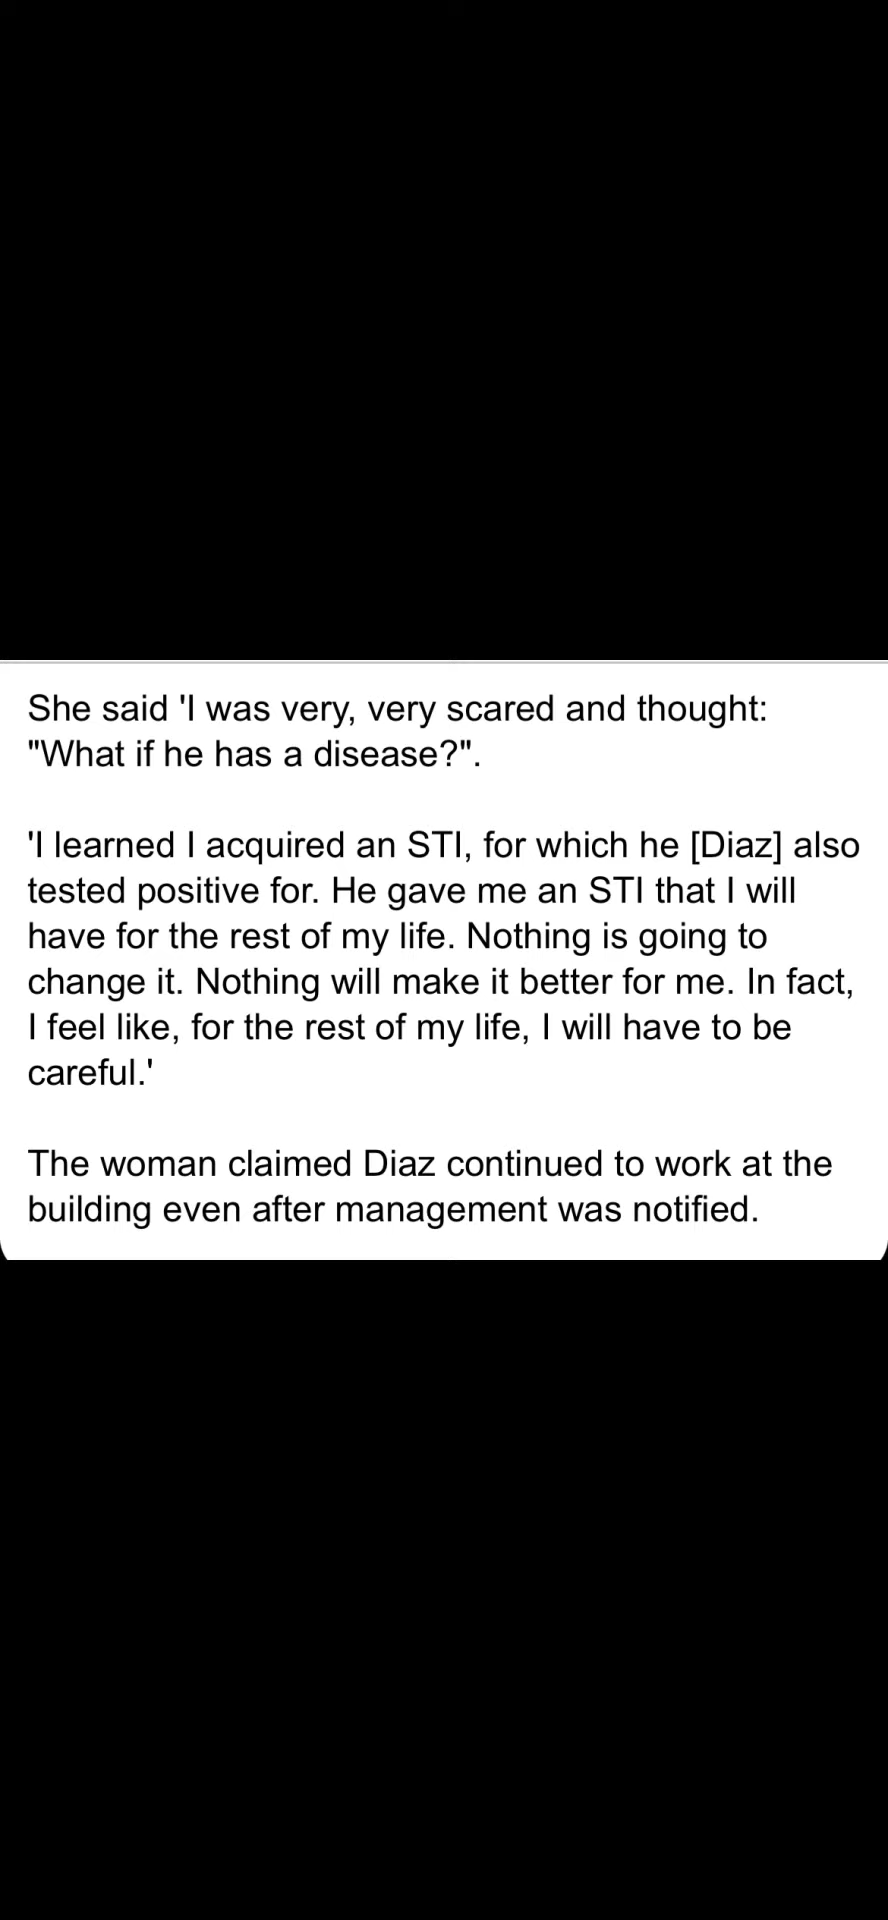 She said 'I was very, very scared and thought:
"What if he has a disease?".
'I learned I acquired an STI, for which he [Diaz] also
tested positive for. He gave me an STI that I will
have for the rest of my life. Nothing is going to
change it. Nothing will make it better for me. In fact,
I feel like, for the rest of my life, I will have to be
careful.'
The woman claimed Diaz continued to work at the
building even after management was notified.